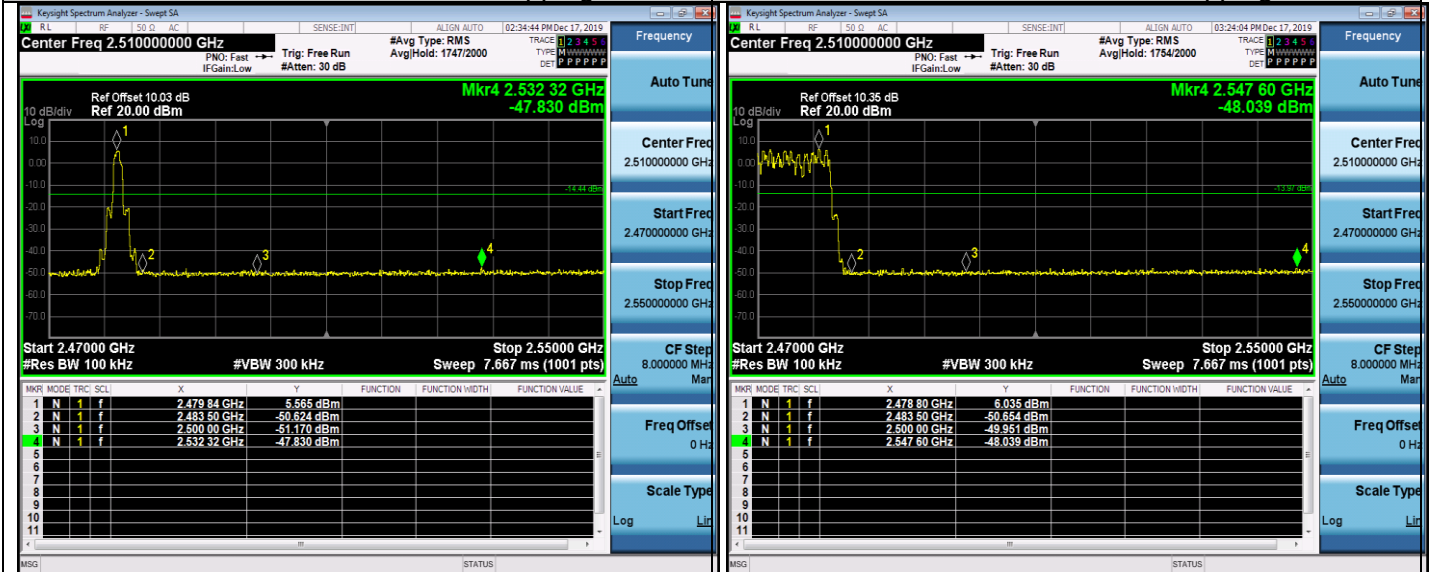 Keysight Spectrum Analyzer - Swept SA
LXI RL RF 50 Ω AC SENSE:INT ALIGN AUTO 02:34:44 PM Dec 17, 2019
Center Freq 2.510000000 GHz
#Avg Type: RMS
TRACE 1 2 3 4 5 6
PNO: Fast Trig: Free Run Avg|Hold: 1747/2000
TYPE M WWWWW
IFGain:Low #Atten: 30 dB
DET P P P P P P
Mkr4 2.532 32 GHz
Ref Offset 10.03 dB
10 dB/div Ref 20.00 dBm
-47.830 dBm
Log
10.0
0.00
-10.0
-20.0
-30.0
-40.0
-50.0
-60.0
-70.0
1
2
3
4
-14.44 dBm
Start 2.47000 GHz
Stop 2.55000 GHz
#Res BW 100 kHz #VBW 300 kHz Sweep 7.667 ms (1001 pts)
MKR MODE TRC SCL X Y FUNCTION FUNCTION WIDTH FUNCTION VALUE
1 N 1 f 2.479 84 GHz 5.565 dBm
2 N 1 f 2.483 50 GHz -50.624 dBm
3 N 1 f 2.500 00 GHz -51.170 dBm
4 N 1 f 2.532 32 GHz -47.830 dBm
5
6
7
8
9
10
11
MSG STATUS
Frequency
Auto Tune
Center Freq
2.510000000 GHz
Start Freq
2.470000000 GHz
Stop Freq
2.550000000 GHz
CF Step
8.000000 MHz
Auto Man
Freq Offset
0 Hz
Scale Type
Log Lin
Keysight Spectrum Analyzer - Swept SA
LXI RL RF 50 Ω AC SENSE:INT ALIGN AUTO 03:24:04 PM Dec 17, 2019
Center Freq 2.510000000 GHz
#Avg Type: RMS
TRACE 1 2 3 4 5 6
PNO: Fast Trig: Free Run Avg|Hold: 1754/2000
TYPE M WWWWW
IFGain:Low #Atten: 30 dB
DET P P P P P P
Mkr4 2.547 60 GHz
Ref Offset 10.35 dB
10 dB/div Ref 20.00 dBm
-48.039 dBm
Log
10.0
0.00
-10.0
-20.0
-30.0
-40.0
-50.0
-60.0
-70.0
1
2
3
4
-13.97 dBm
Start 2.47000 GHz
Stop 2.55000 GHz
#Res BW 100 kHz #VBW 300 kHz Sweep 7.667 ms (1001 pts)
MKR MODE TRC SCL X Y FUNCTION FUNCTION WIDTH FUNCTION VALUE
1 N 1 f 2.478 80 GHz 6.035 dBm
2 N 1 f 2.483 50 GHz -50.654 dBm
3 N 1 f 2.500 00 GHz -49.951 dBm
4 N 1 f 2.547 60 GHz -48.039 dBm
5
6
7
8
9
10
11
MSG STATUS
Frequency
Auto Tune
Center Freq
2.510000000 GHz
Start Freq
2.470000000 GHz
Stop Freq
2.550000000 GHz
CF Step
8.000000 MHz
Auto Man
Freq Offset
0 Hz
Scale Type
Log Lin